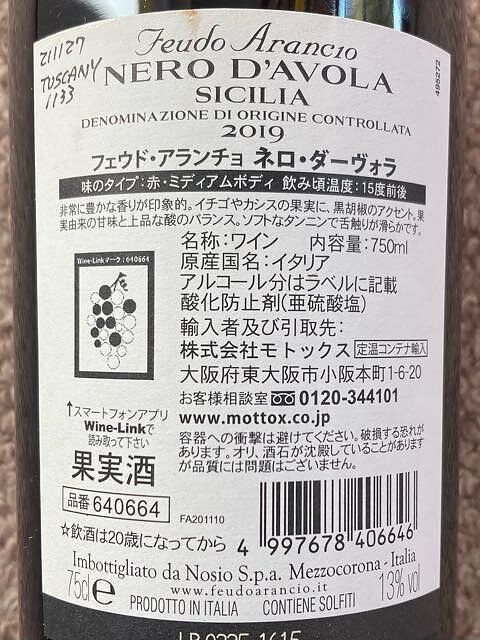 211127
TUSCANY
1133
Feudo Arancio
498272
NERO D'AVOLA
SICILIA
DENOMINAZIONE DI ORIGINE CONTROLLATA
2019
フェウド・アランチョ ネロ・ダーヴォラ
味のタイプ:赤・ミディアムボディ 飲み頃温度:15度前後
非常に豊かな香りが印象的。イチゴやカシスの果実に、黒胡椒のアクセント。果
実由来の甘味と上品な酸のバランス。ソフトなタンニンで舌触りが滑らかです。
名称:ワイン 内容量:750ml
原産国名:イタリア
アルコール分はラベルに記載
酸化防止剤(亜硫酸塩)
輸入者及び引取先:
株式会社モトックス 定温コンテナ輸入
大阪府東大阪市小阪本町1-6-20
お客様相談室 0120-344101
www.mottox.co.jp
容器への衝撃は避けてください。破損する恐れが
あります。オリ、酒石が沈殿していることがあります
が品質には問題はございません。
Wine-Linkマーク:640664
↑スマートフォンアプリ
Wine-Linkで
読み取って下さい
果実酒
品番 640664
FA201110
☆飲酒は20歳になってから
4 997678 406646
Imbottigliato da Nosio S.p.a. Mezzocorona - Italia
75cl e
www.feudoarancio.it
13% vol
PRODOTTO IN ITALIA CONTIENE SOLFITI